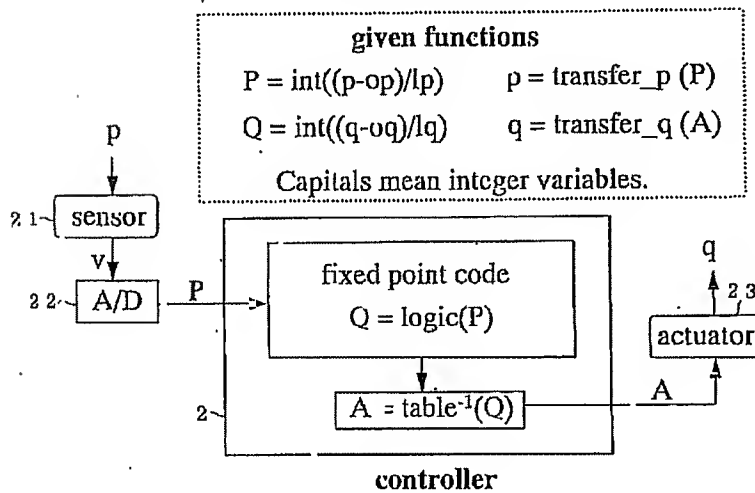 given functions
P = int((p-op)/lp) p = transfer_p (P)
Q = int((q-oq)/lq) q = transfer_q (A)
Capitals mean integer variables.
p
21 sensor
v
22 A/D P
fixed point code
Q = logic(P)
2 A = table⁻¹(Q)
A
q
23
actuator
controller